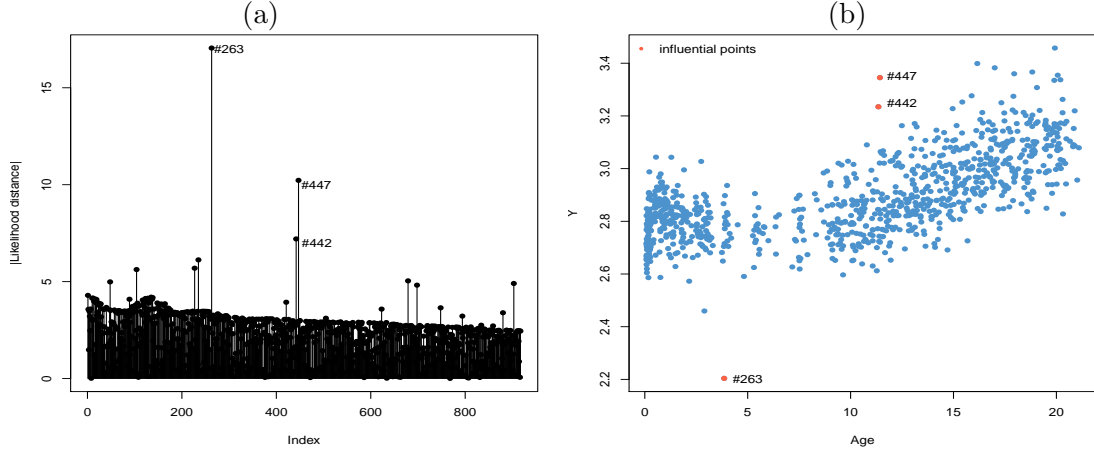 (a)
#263
#447
#442
|Likelihood distance|
15
10
5
0
0 200 400 600 800
Index
(b)
influential points
#447
#442
#263
Y
3.4
3.2
3.0
2.8
2.6
2.4
2.2
0 5 10 15 20
Age